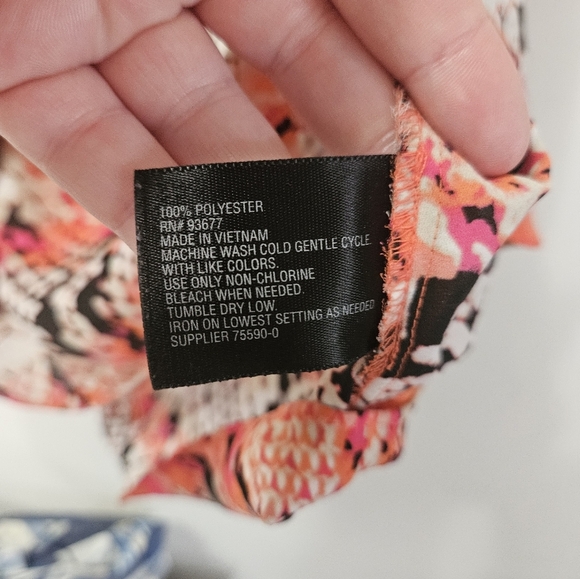 100% POLYESTER
RN# 93677
MADE IN VIETNAM
MACHINE WASH COLD GENTLE CYCLE
WITH LIKE COLORS.
USE ONLY NON-CHLORINE
BLEACH WHEN NEEDED.
TUMBLE DRY LOW.
IRON ON LOWEST SETTING AS NEEDED
SUPPLIER 75590-0